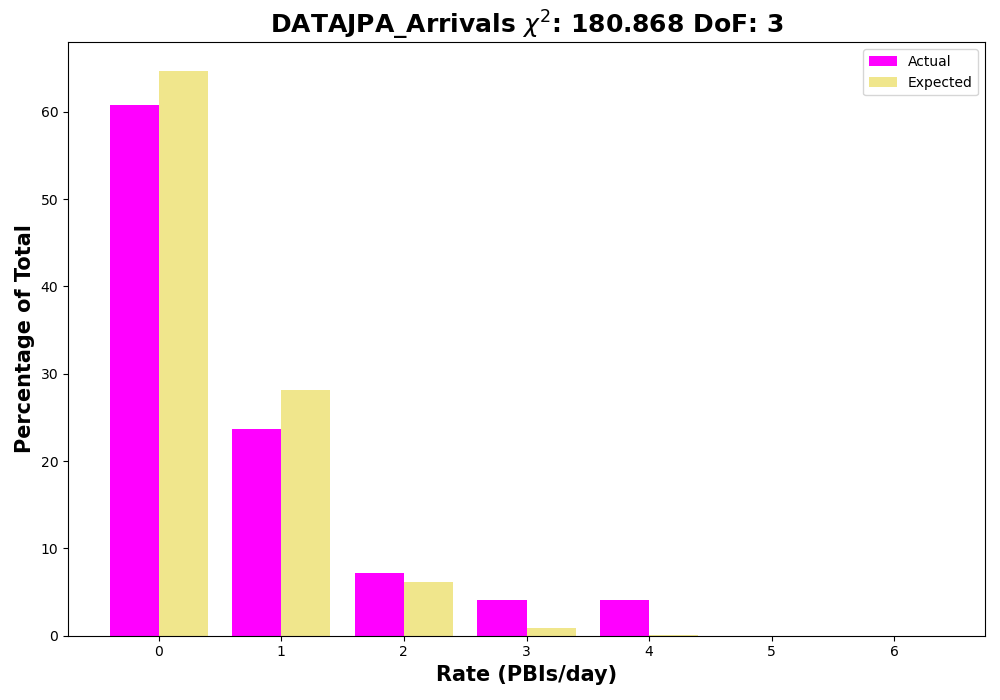 DATAJPA_Arrivals χ²: 180.868 DoF: 3
Actual
Expected
Percentage of Total
60
50
40
30
20
10
0
0 1 2 3 4 5 6
Rate (PBIs/day)